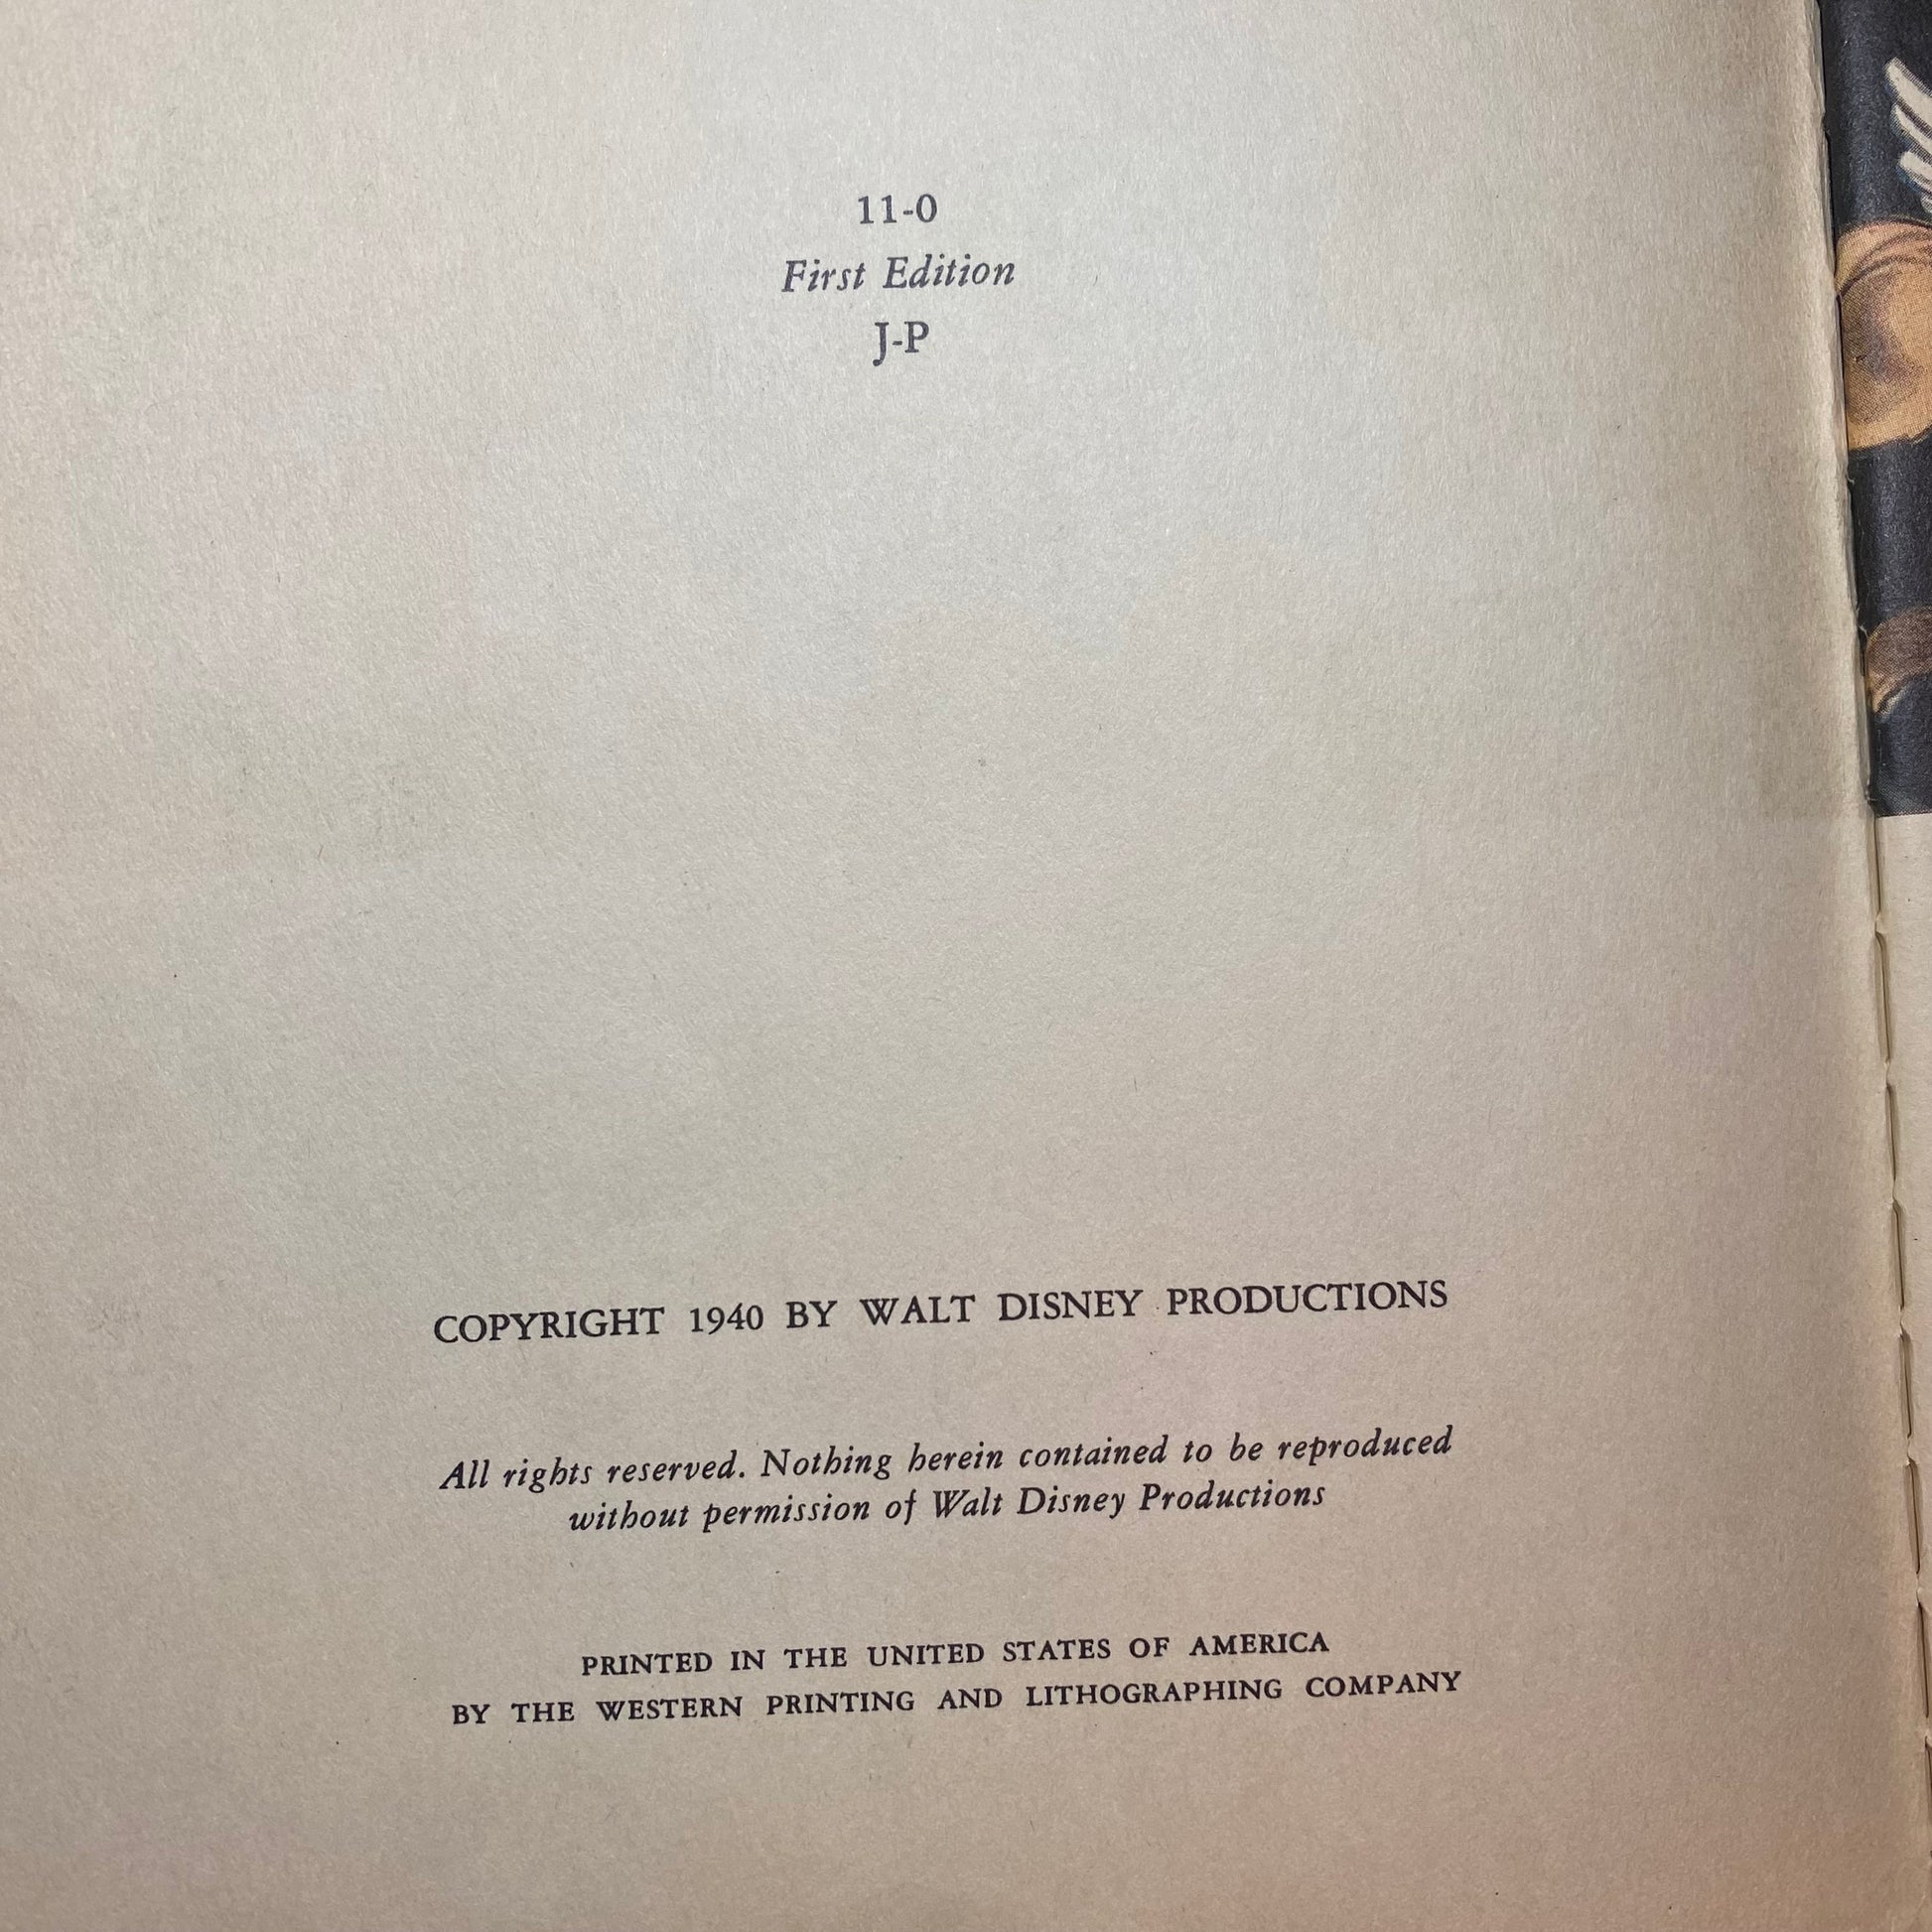 11-0
First Edition
J-P
COPYRIGHT 1940 BY WALT DISNEY PRODUCTIONS
All rights reserved. Nothing herein contained to be reproduced
without permission of Walt Disney Productions
PRINTED IN THE UNITED STATES OF AMERICA
BY THE WESTERN PRINTING AND LITHOGRAPHING COMPANY